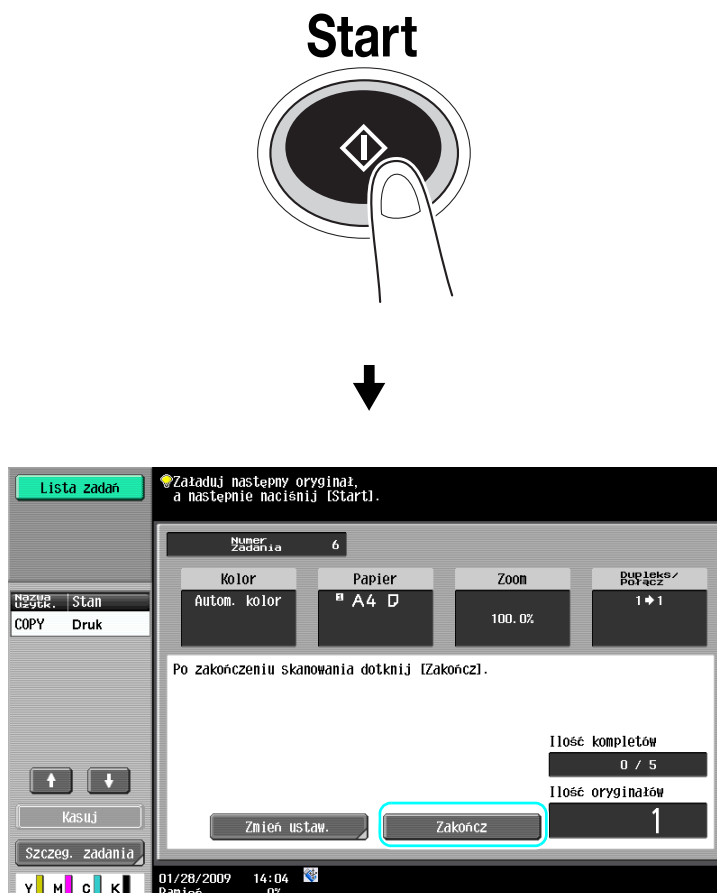 Start
Lista zadań
Załaduj następny oryginał,
a następnie naciśnij [Start].
Numer
Zadania 6
Kolor Papier Zoom Dupleks/
Połącz
Autom. kolor A4 100.0% 1 1
Nazwa
użytk. Stan
COPY Druk
Po zakończeniu skanowania dotknij [Zakończ].
Ilość kompletów
0 / 5
Ilość oryginałów
1
Kasuj
Zmień ustaw. Zakończ
Szczeg. zadania
01/28/2009 14:04
Pamięć 0%
Y M C K